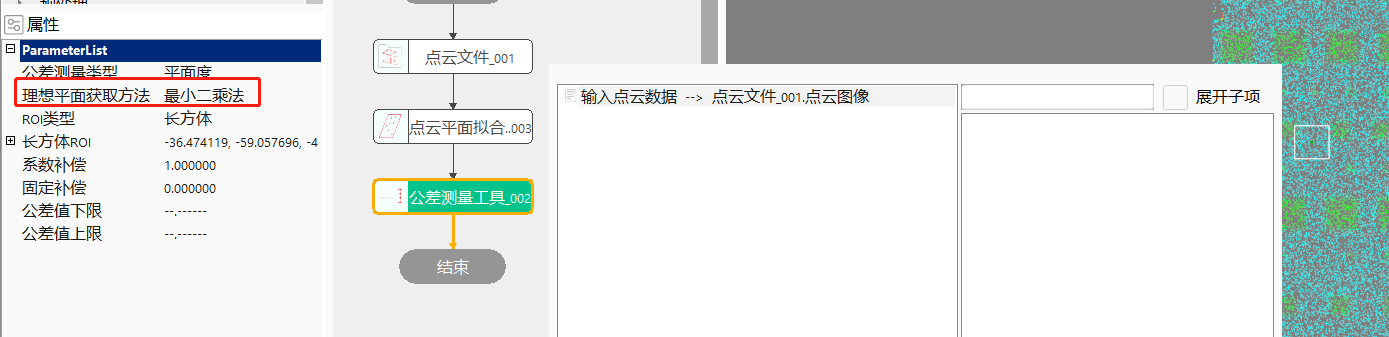 属性
ParameterList
公差测量类型 平面度
理想平面获取方法 最小二乘法
ROI类型 长方体
长方体ROI -36.474119, -59.057696, -4
系数补偿 1.000000
固定补偿 0.000000
公差值下限 --.------
公差值上限 --.------
点云文件_001
点云平面拟合..003
公差测量工具_002
结束
输入点云数据 --> 点云文件_001.点云图像
展开子项